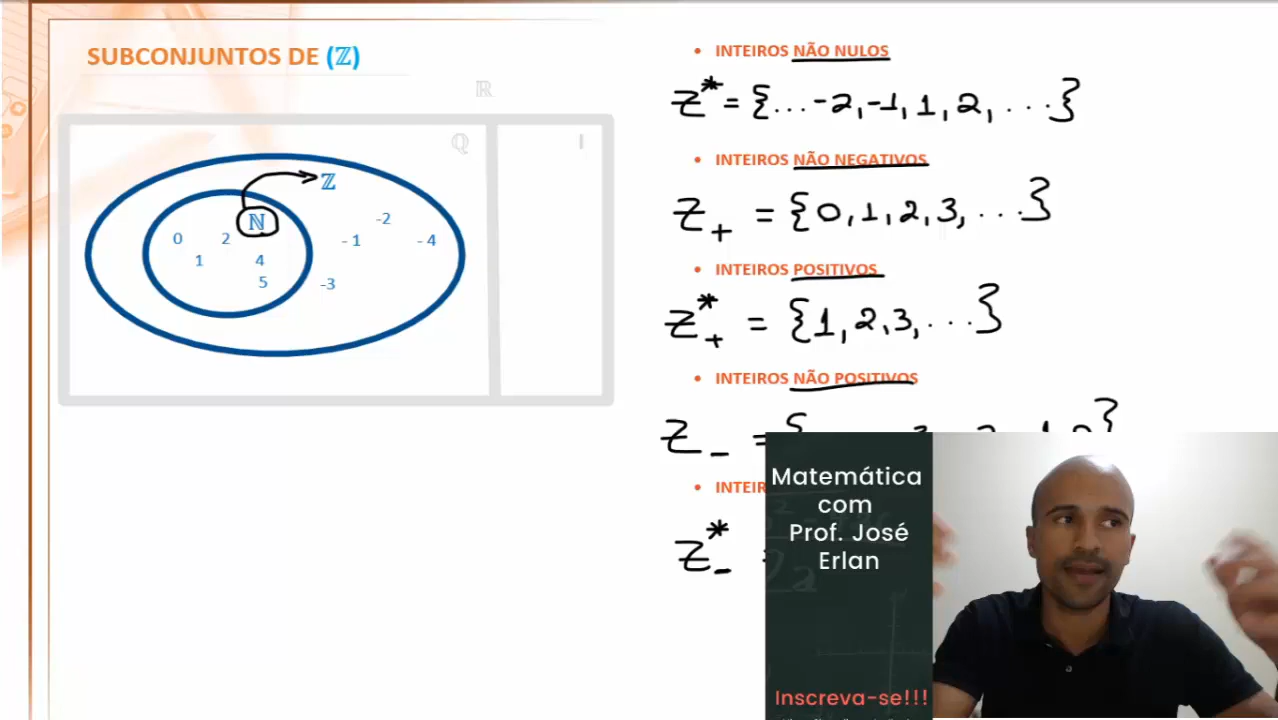 SUBCONJUNTOS DE (ℤ)
ℝ
ℚ
I
ℤ
ℕ
-2
0
2
- 1
- 4
1
4
5
-3
• INTEIROS NÃO NULOS
Z* = {...-2,-1,1,2,...}
• INTEIROS NÃO NEGATIVOS
Z+ = {0,1,2,3,...}
• INTEIROS POSITIVOS
Z*+ = {1,2,3,...}
• INTEIROS NÃO POSITIVOS
Z- = {
0}
• 
Z*-
Matemática
com
Prof. José
Erlan
Inscreva-se!!!